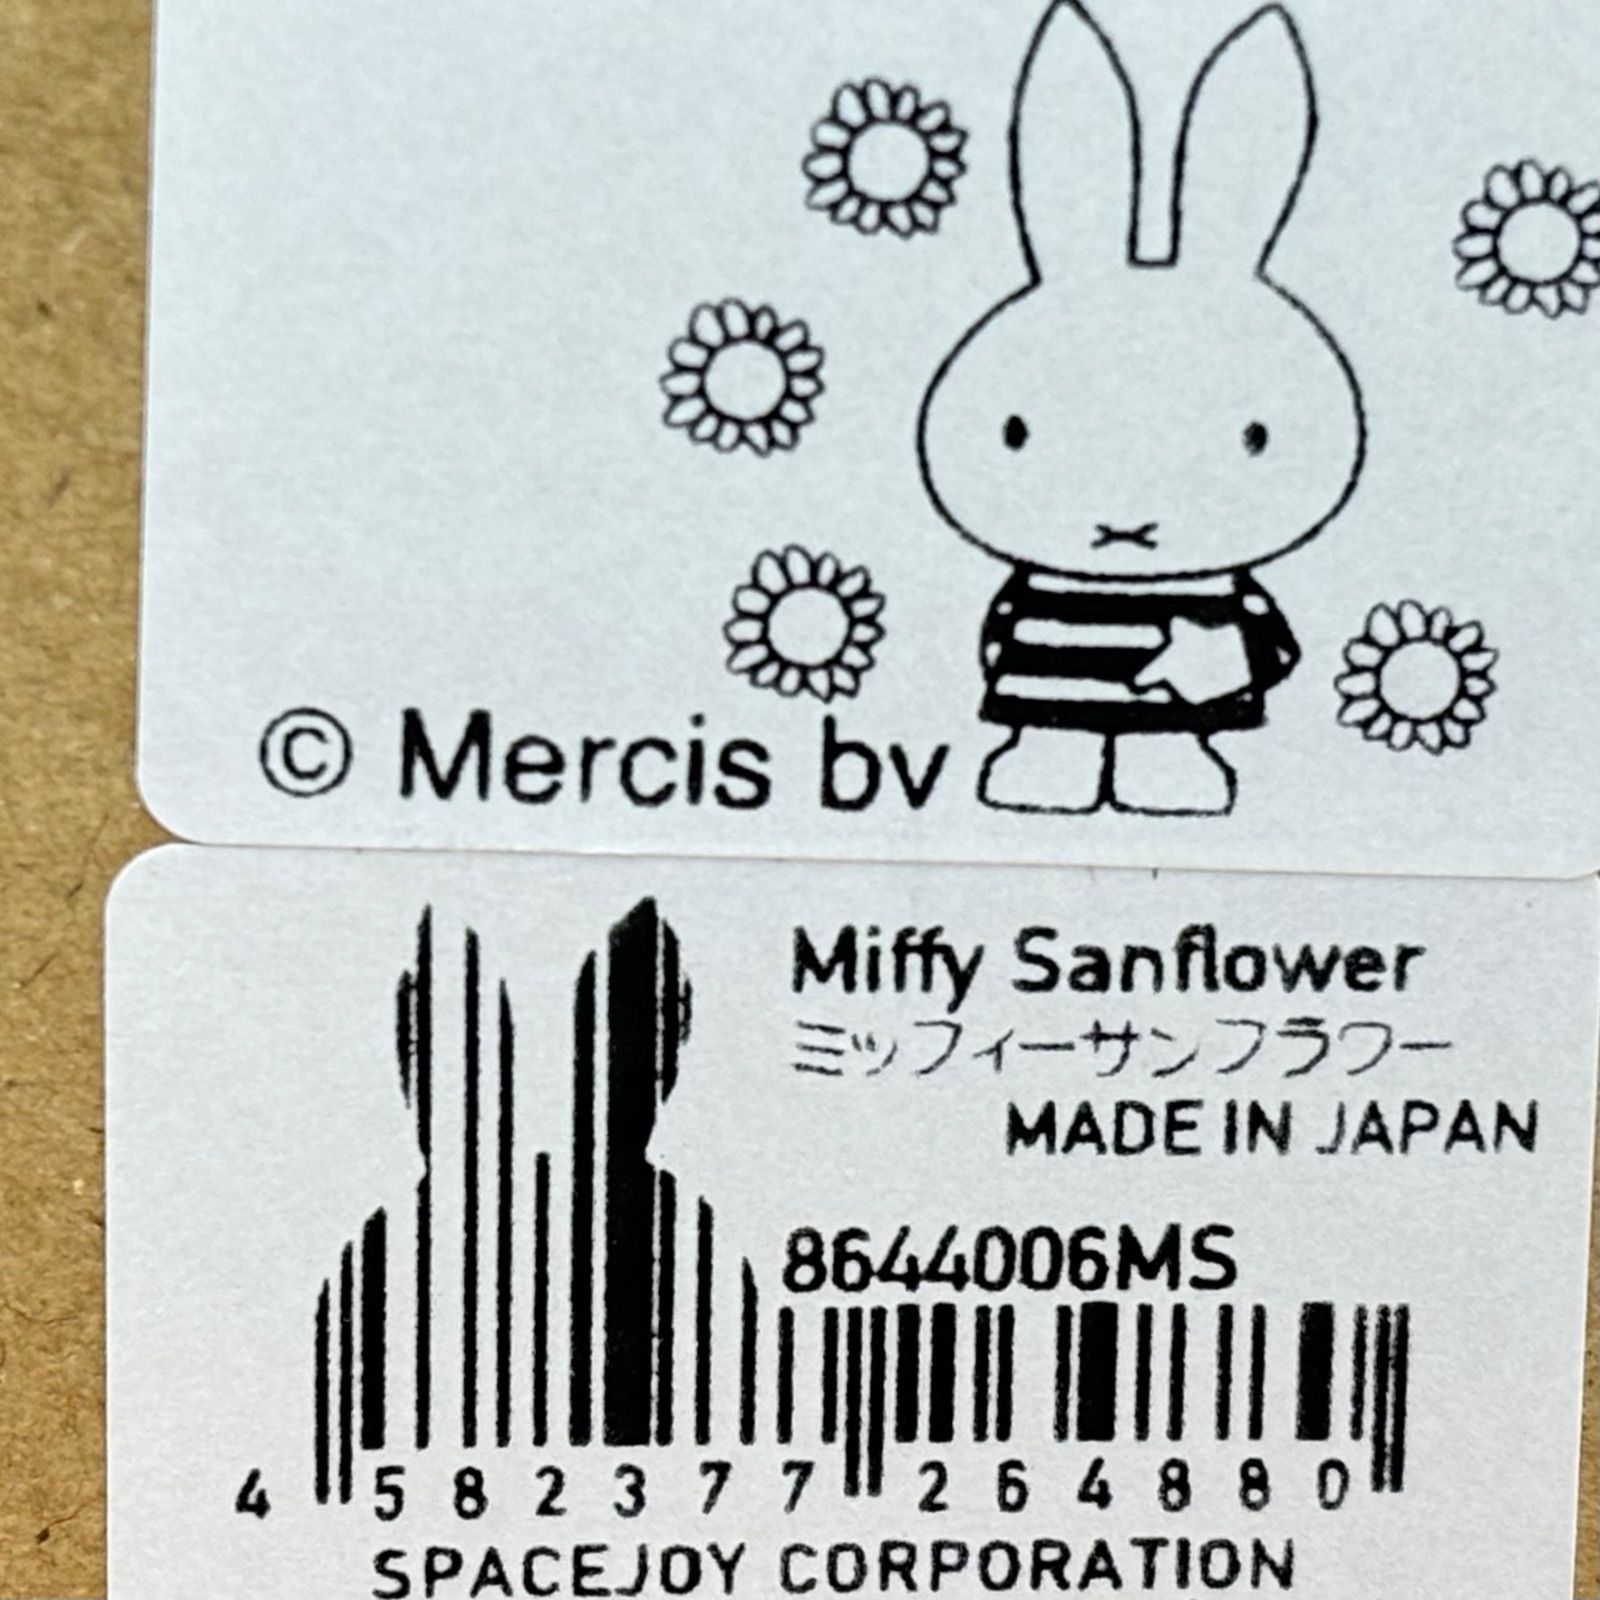 © Mercis bv
Miffy Sanflower
ミッフィーサンフラワー
MADE IN JAPAN
8644006MS
4 582377 264880
SPACEJOY CORPORATION